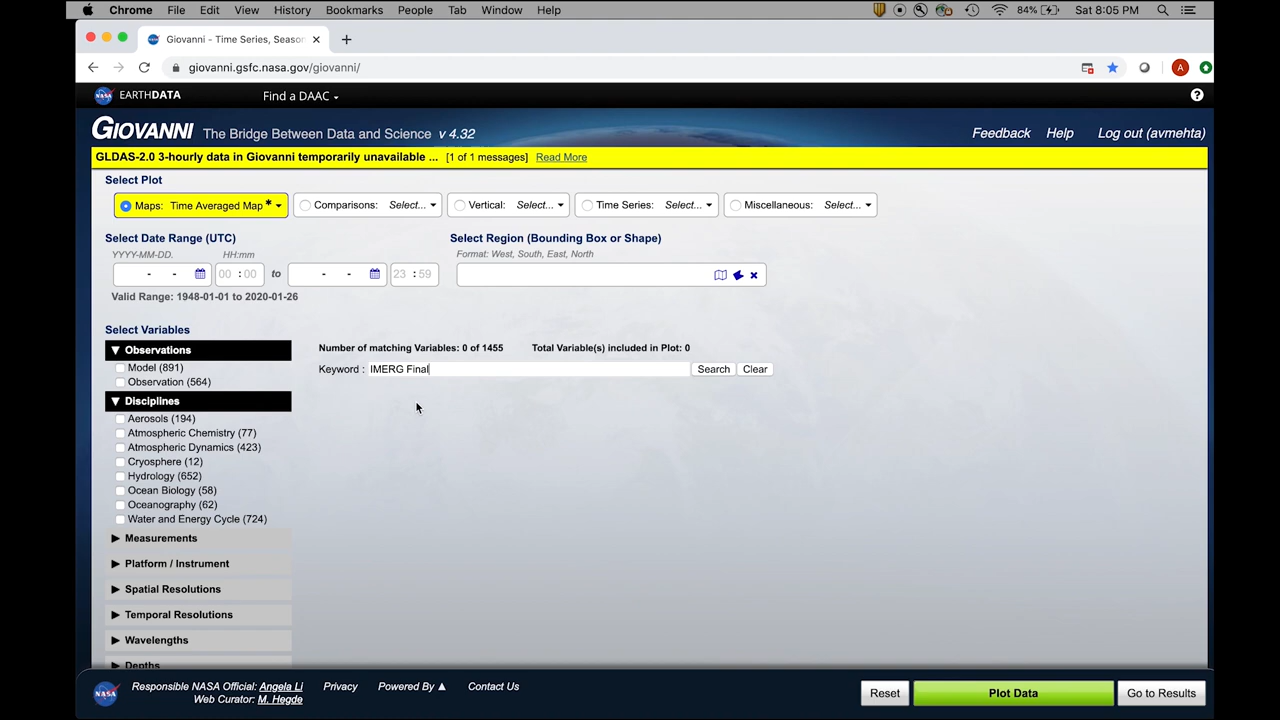 Chrome File Edit View History Bookmarks People Tab Window Help 84% Sat 8:05 PM
Giovanni - Time Series, Season
giovanni.gsfc.nasa.gov/giovanni/ A
NASA EARTHDATA Find a DAAC ?
GIOVANNI The Bridge Between Data and Science v 4.32 Feedback Help Log out (avmehta)
GLDAS-2.0 3-hourly data in Giovanni temporarily unavailable ... [1 of 1 messages] Read More
Select Plot
Maps: Time Averaged Map * Comparisons: Select... Vertical: Select... Time Series: Select... Miscellaneous: Select...
Select Date Range (UTC) Select Region (Bounding Box or Shape)
YYYY-MM-DD. HH:mm Format: West, South, East, North
- - 00 : 00 to - - 23 : 59
Valid Range: 1948-01-01 to 2020-01-26
Select Variables
Observations Number of matching Variables: 0 of 1455 Total Variable(s) included in Plot: 0
Model (891) Keyword : IMERG Final Search Clear
Observation (564)
Disciplines
Aerosols (194)
Atmospheric Chemistry (77)
Atmospheric Dynamics (423)
Cryosphere (12)
Hydrology (652)
Ocean Biology (58)
Oceanography (62)
Water and Energy Cycle (724)
Measurements
Platform / Instrument
Spatial Resolutions
Temporal Resolutions
Wavelengths
Depths
NASA Responsible NASA Official: Angela Li Privacy Powered By Contact Us Reset Plot Data Go to Results
Web Curator: M. Hegde